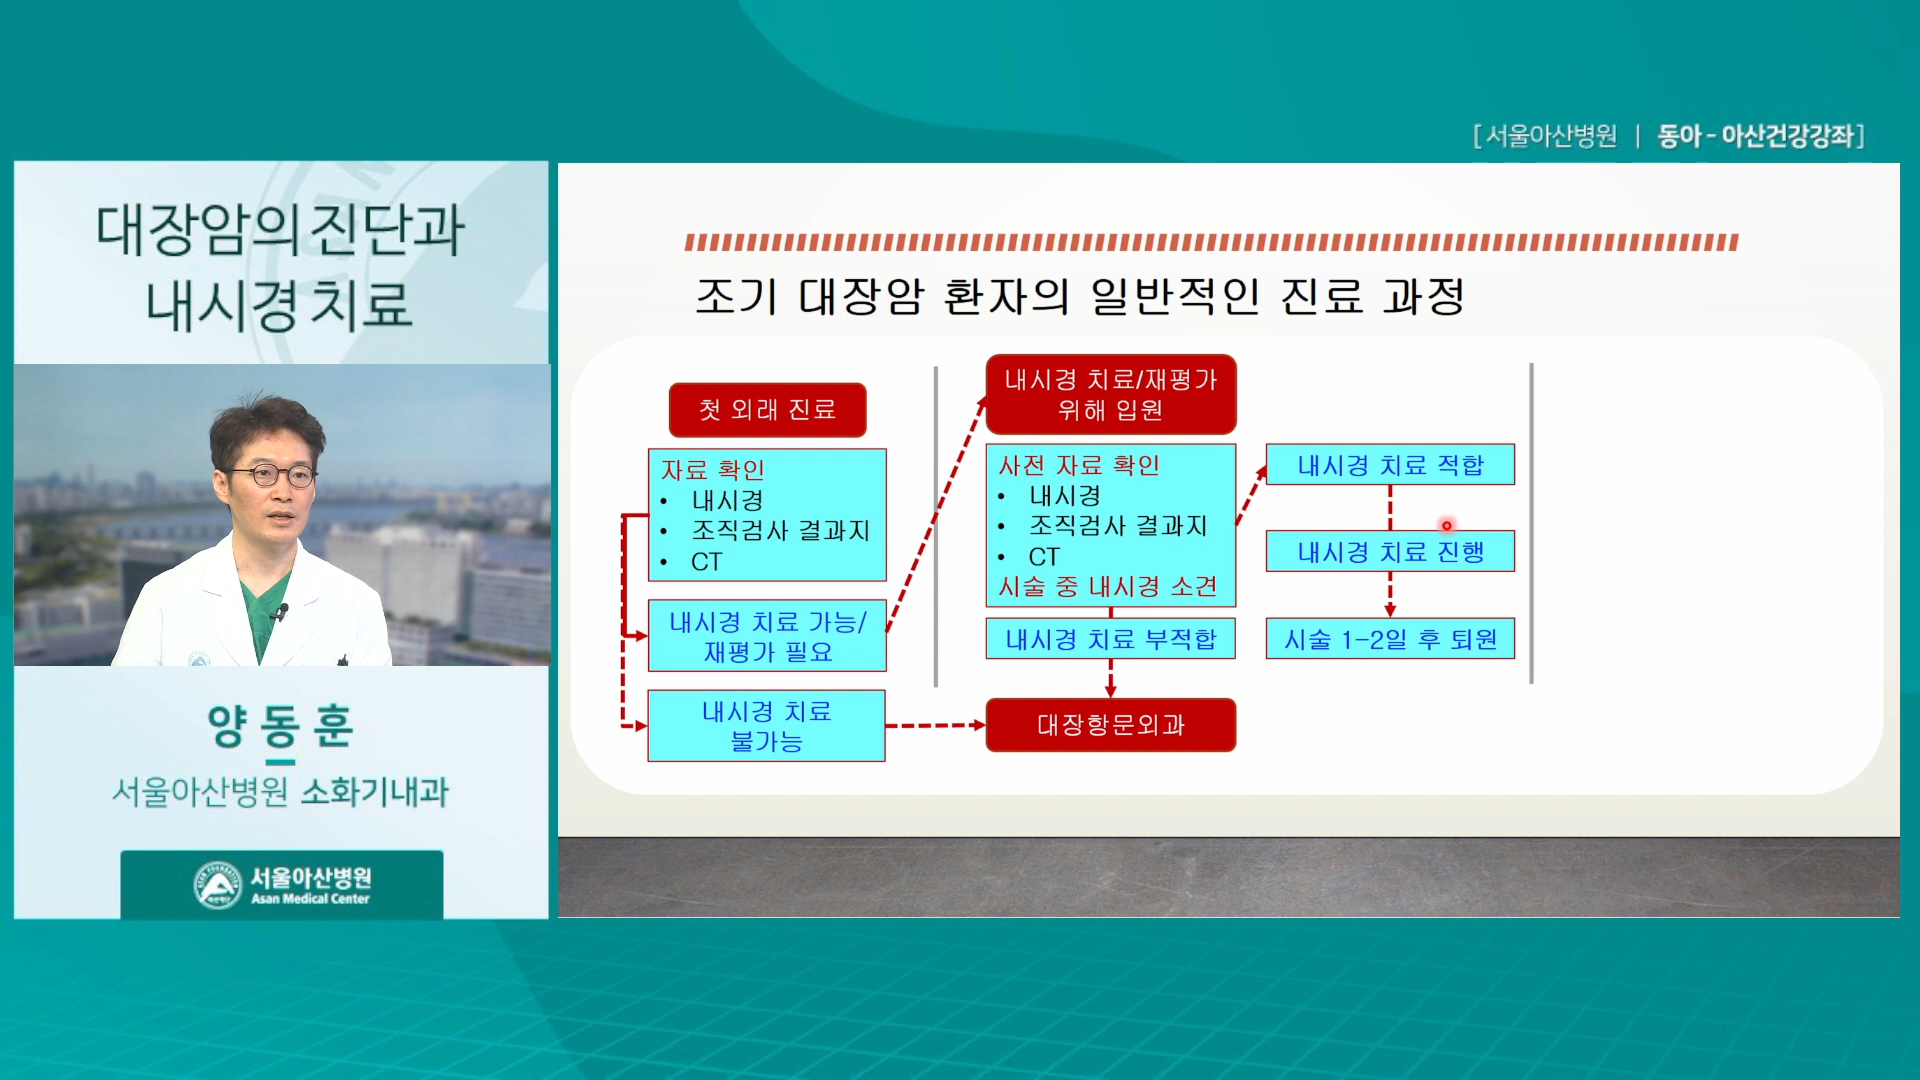 [ 서울아산병원 | 동아 - 아산건강강좌 ]
대장암의 진단과
내시경 치료
양동훈
서울아산병원 소화기내과
서울아산병원
Asan Medical Center
조기 대장암 환자의 일반적인 진료 과정
첫 외래 진료
자료 확인
• 내시경
• 조직검사 결과지
• CT
내시경 치료 가능/
재평가 필요
내시경 치료
불가능
내시경 치료/재평가
위해 입원
사전 자료 확인
• 내시경
• 조직검사 결과지
• CT
시술 중 내시경 소견
내시경 치료 부적합
대장항문외과
내시경 치료 적합
내시경 치료 진행
시술 1-2일 후 퇴원